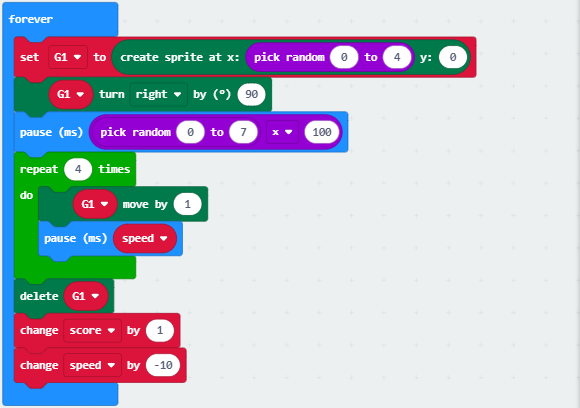 forever
set G1 to create sprite at x: pick random 0 to 4 y: 0
G1 turn right by (°) 90
pause (ms) pick random 0 to 7 x 100
repeat 4 times
do
G1 move by 1
pause (ms) speed
delete G1
change score by 1
change speed by -10